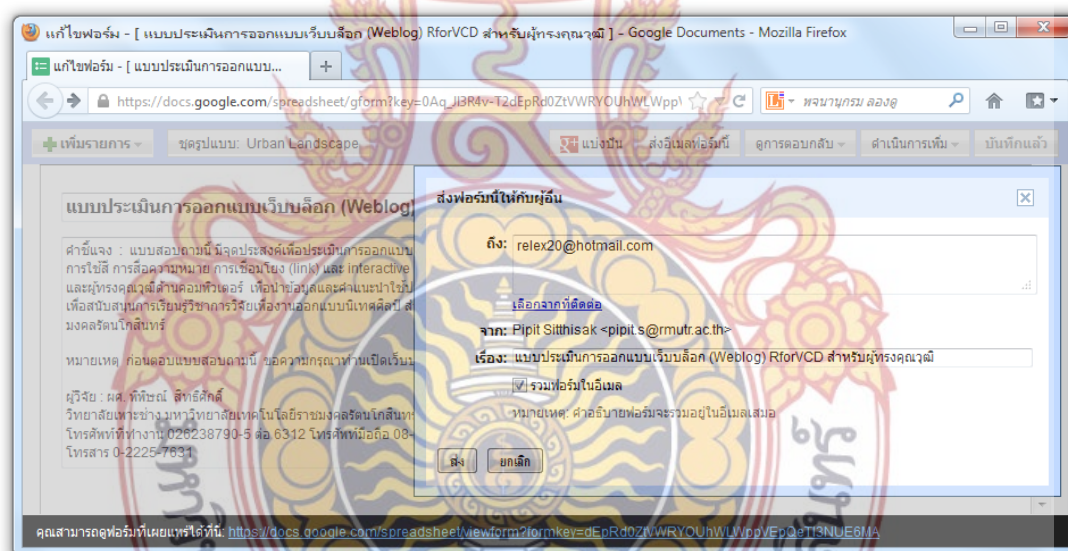 แก้ไขฟอร์ม - [ แบบประเมินการออกแบบเว็บบล็อก (Weblog) RforVCD สำหรับผู้ทรงคุณวุฒิ ] - Google Documents - Mozilla Firefox
แก้ไขฟอร์ม - [ แบบประเมินการออกแบบ...
https://docs.google.com/spreadsheet/gform?key=0Aq_JI3R4v-T2dEpRd0ZtVWRYOUhWLWpp
พจนานุกรม ลองดู
เพิ่มรายการ
ชุดรูปแบบ: Urban Landscape
แบ่งปัน
ส่งอีเมลฟอร์มนี้
ดูการตอบกลับ
ดำเนินการเพิ่ม
บันทึกแล้ว
แบบประเมินการออกแบบเว็บบล็อก (Weblog)
คำชี้แจง : แบบสอบถามนี้มีจุดประสงค์เพื่อประเมินการออกแบบ
การใช้สี การสื่อความหมาย การเชื่อมโยง (link) และ interactive
และผู้ทรงคุณวุฒิด้านคอมพิวเตอร์ เพื่อนำข้อมูลและคำแนะนำไปใช้
เพื่อสนับสนุนการเรียนรู้วิชาการวิจัยเพื่องานออกแบบนิเทศศิลป์
มงคลรัตนโกสินทร์
หมายเหตุ ก่อนตอบแบบสอบถามนี้ ขอความกรุณาท่านเปิดเว็บบ
ผู้วิจัย : ผศ. พิพิษณ์ สิทธิศักดิ์
วิทยาลัยเพาะช่าง มหาวิทยาลัยเทคโนโลยีราชมงคลรัตนโกสินทร
โทรศัพท์ที่ทำงาน 026238790-5 ต่อ 6312 โทรศัพท์มือถือ 08-
โทรสาร 0-2225-7631
ส่งฟอร์มนี้ให้กับผู้อื่น
ถึง: relex20@hotmail.com
เลือกจากที่ติดต่อ
จาก: Pipit Sitthisak <pipit.s@rmutr.ac.th>
เรื่อง: แบบประเมินการออกแบบเว็บบล็อก (Weblog) RforVCD สำหรับผู้ทรงคุณวุฒิ
รวมฟอร์มในอีเมล
หมายเหตุ: คำอธิบายฟอร์มจะรวมอยู่ในอีเมลเสมอ
ส่ง
ยกเลิก
คุณสามารถดูฟอร์มที่เผยแพร่ได้ที่นี่: https://docs.google.com/spreadsheet/viewform?formkey=dEpRd0ZtVWRYOUhWLWppVEpQeTI3NUE6MA